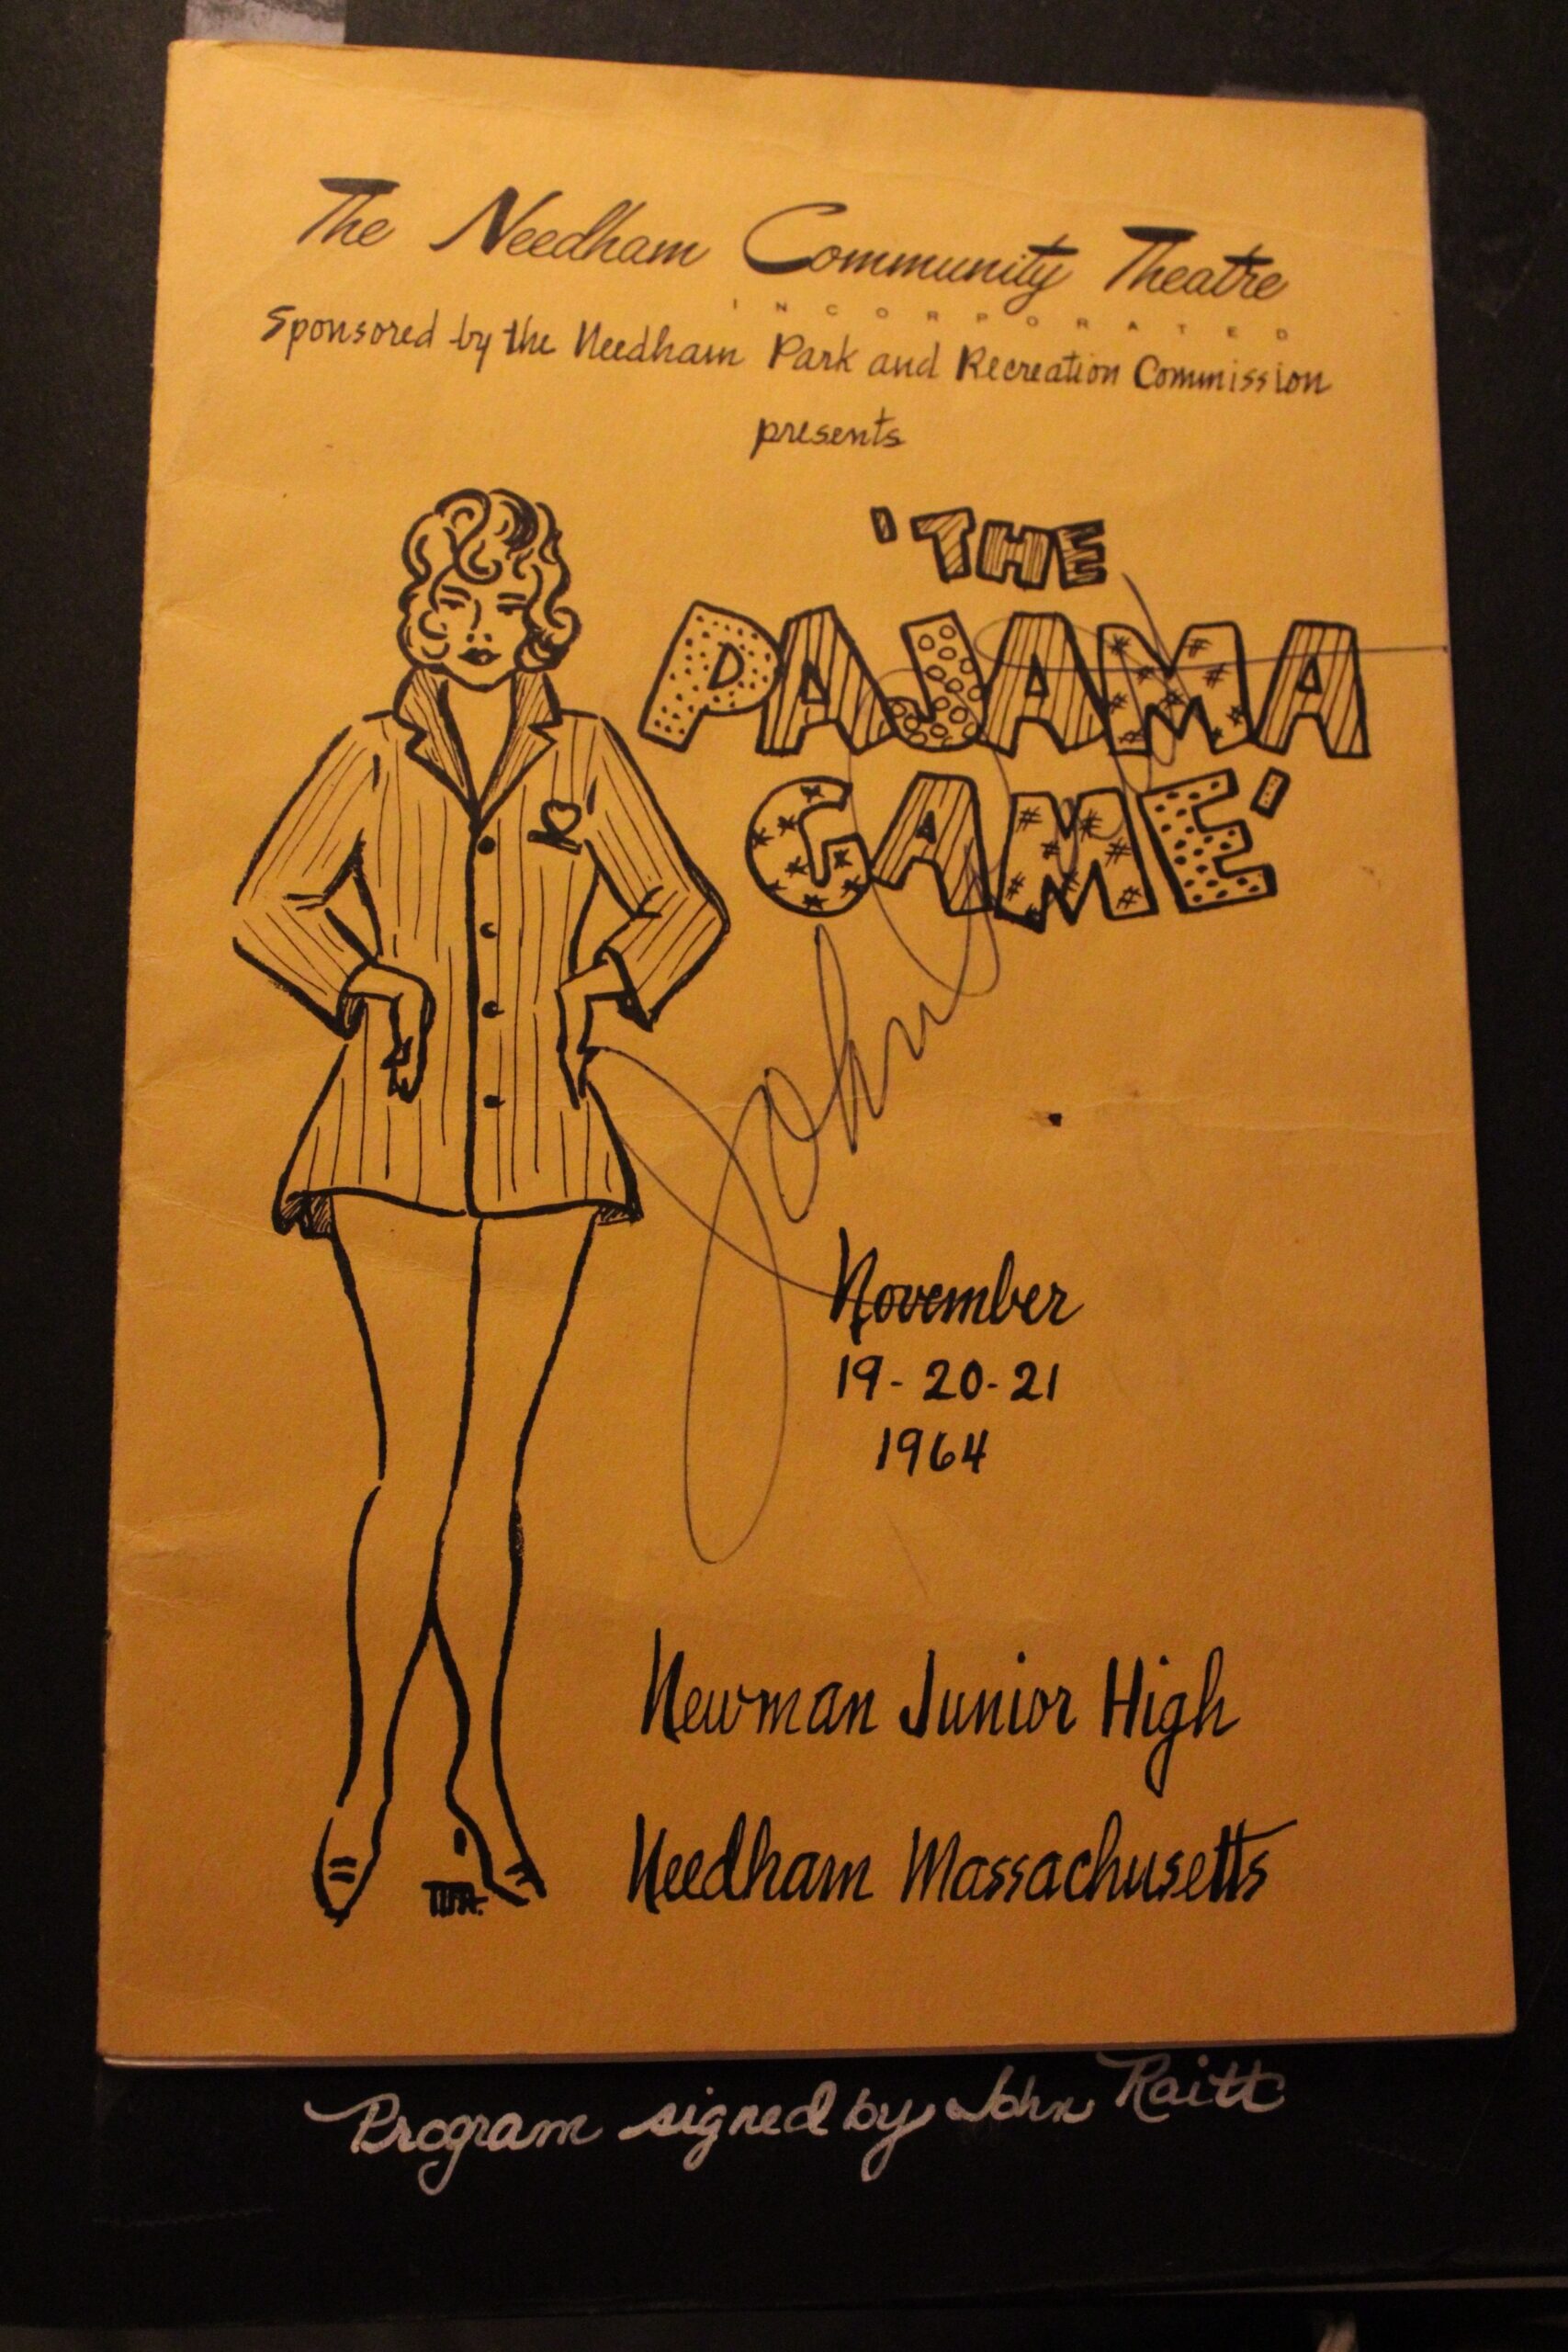 The Needham Community Theatre
INCORPORATED
Sponsored by the Needham Park and Recreation Commission
presents
'THE
PAJAMA
GAME'
John
November
19-20-21
1964
Newman Junior High
Needham Massachusetts
Program signed by John Raitt